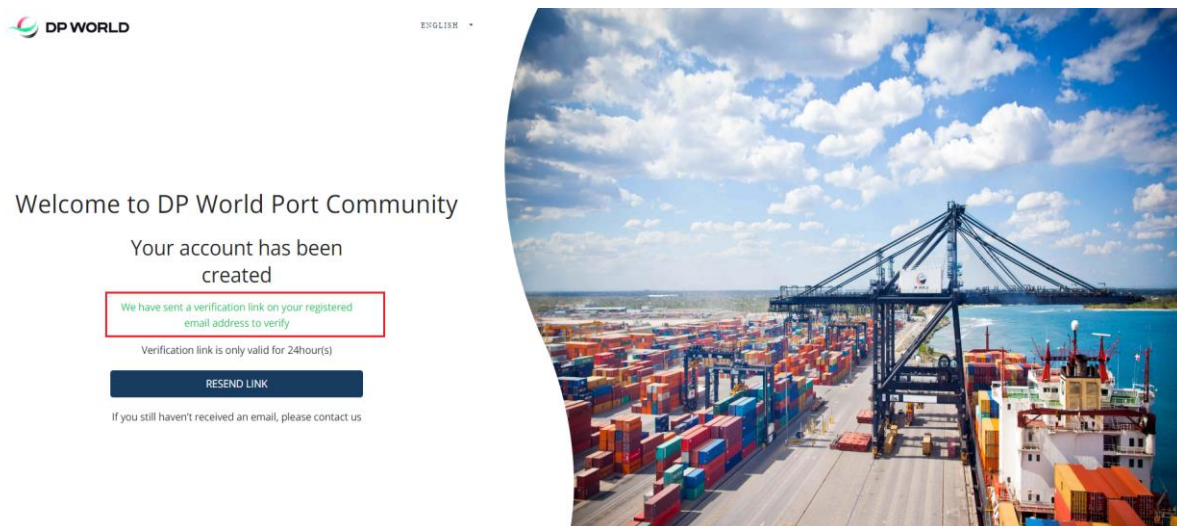 DP WORLD
ENGLISH
Welcome to DP World Port Community
Your account has been
created
We have sent a verification link on your registered
email address to verify
Verification link is only valid for 24hour(s)
RESEND LINK
If you still haven't received an email, please contact us